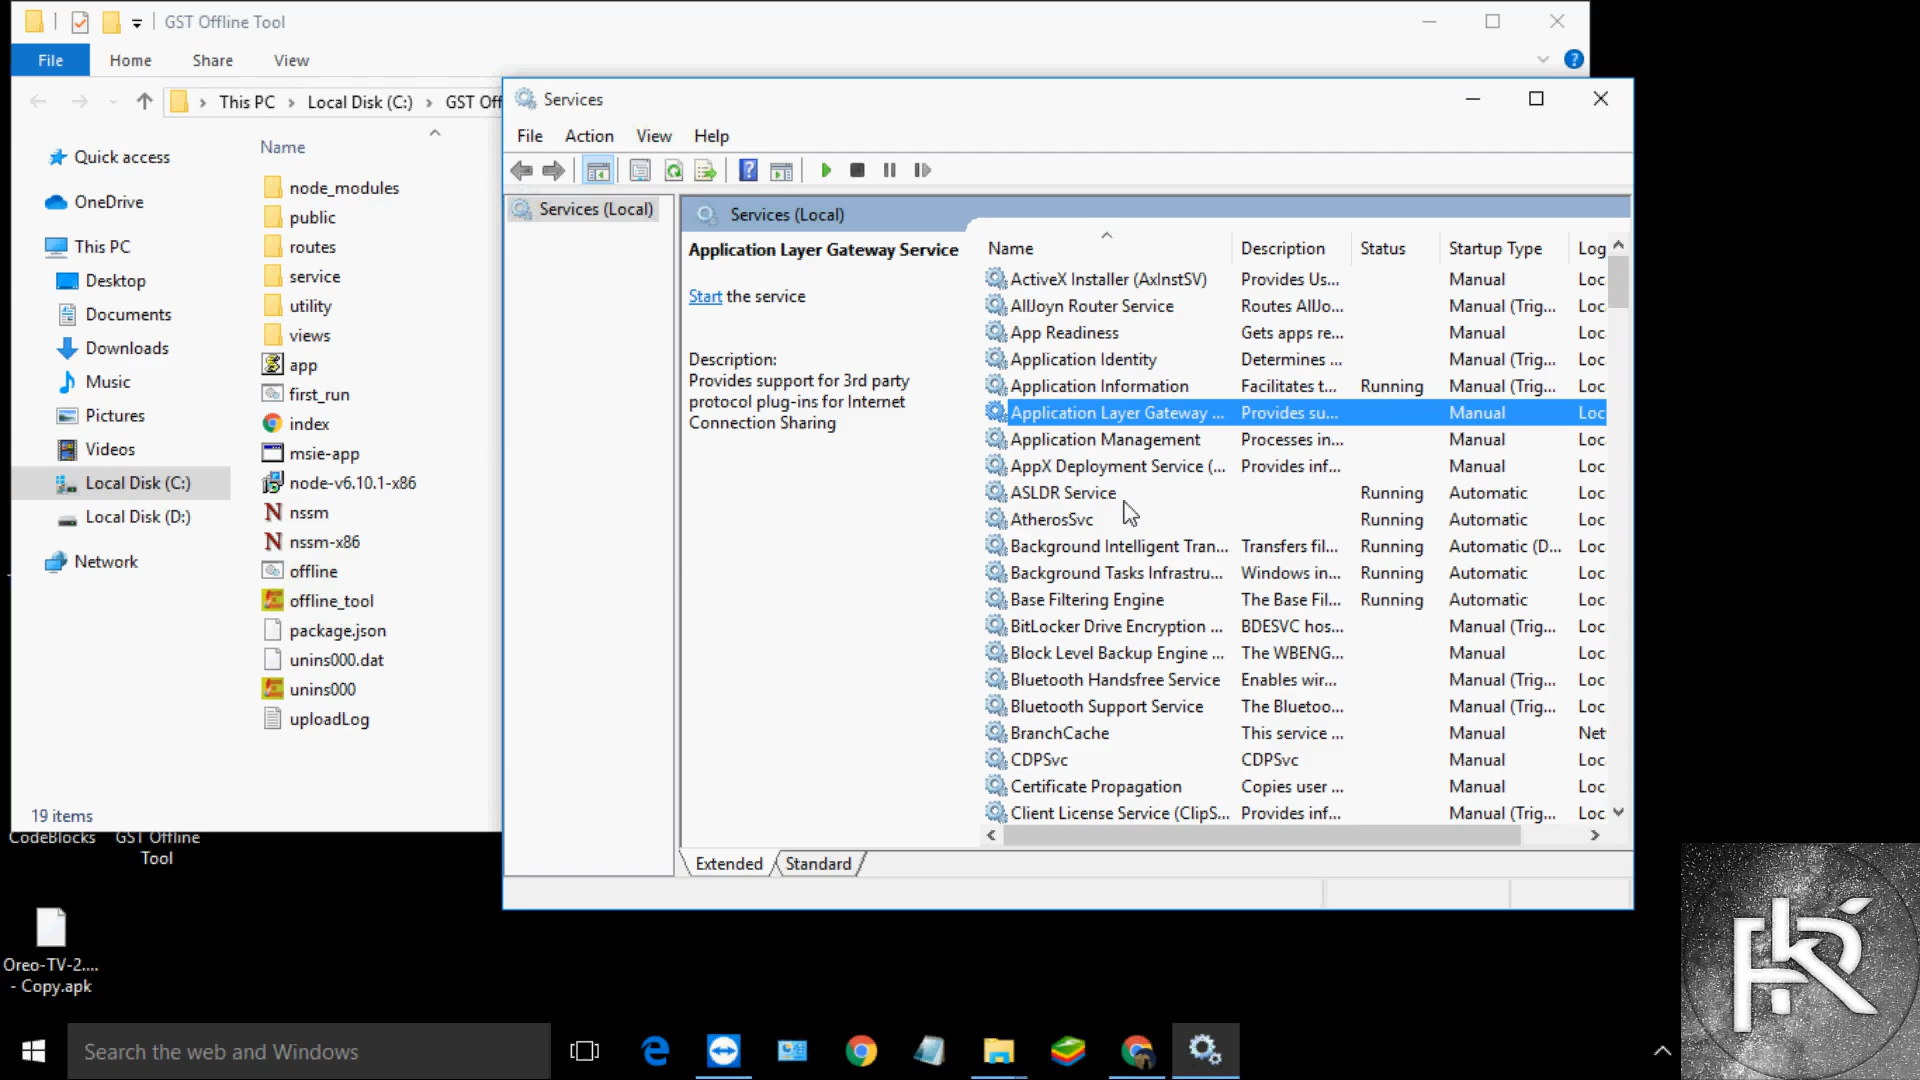 GST Offline Tool
File Home Share View
This PC Local Disk (C:) GST Off
Name
Quick access
OneDrive
This PC
Desktop
Documents
Downloads
Music
Pictures
Videos
Local Disk (C:)
Local Disk (D:)
Network
node_modules
public
routes
service
utility
views
app
first_run
index
msie-app
node-v6.10.1-x86
nssm
nssm-x86
offline
offline_tool
package.json
unins000.dat
unins000
uploadLog
19 items
Services
File Action View Help
Services (Local)
Services (Local)
Application Layer Gateway Service
Start the service
Description:
Provides support for 3rd party
protocol plug-ins for Internet
Connection Sharing
Name Description Status Startup Type Log
ActiveX Installer (AxInstSV) Provides Us... Manual Loc
AllJoyn Router Service Routes AllJo... Manual (Trig... Loc
App Readiness Gets apps re... Manual Loc
Application Identity Determines ... Manual (Trig... Loc
Application Information Facilitates t... Running Manual (Trig... Loc
Application Layer Gateway ... Provides su... Manual Loc
Application Management Processes in... Manual Loc
AppX Deployment Service (... Provides inf... Manual Loc
ASLDR Service Running Automatic Loc
AtherosSvc Running Automatic Loc
Background Intelligent Tran... Transfers fil... Running Automatic (D... Loc
Background Tasks Infrastru... Windows in... Running Automatic Loc
Base Filtering Engine The Base Fil... Running Automatic Loc
BitLocker Drive Encryption ... BDESVC hos... Manual (Trig... Loc
Block Level Backup Engine ... The WBENG... Manual Loc
Bluetooth Handsfree Service Enables wir... Manual (Trig... Loc
Bluetooth Support Service The Bluetoo... Manual (Trig... Loc
BranchCache This service ... Manual Net
CDPSvc CDPSvc Manual Loc
Certificate Propagation Copies user ... Manual Loc
Client License Service (ClipS... Provides inf... Manual (Trig... Loc
Extended Standard
CodeBlocks
GST Offline
Tool
Oreo-TV-2....
- Copy.apk
Search the web and Windows